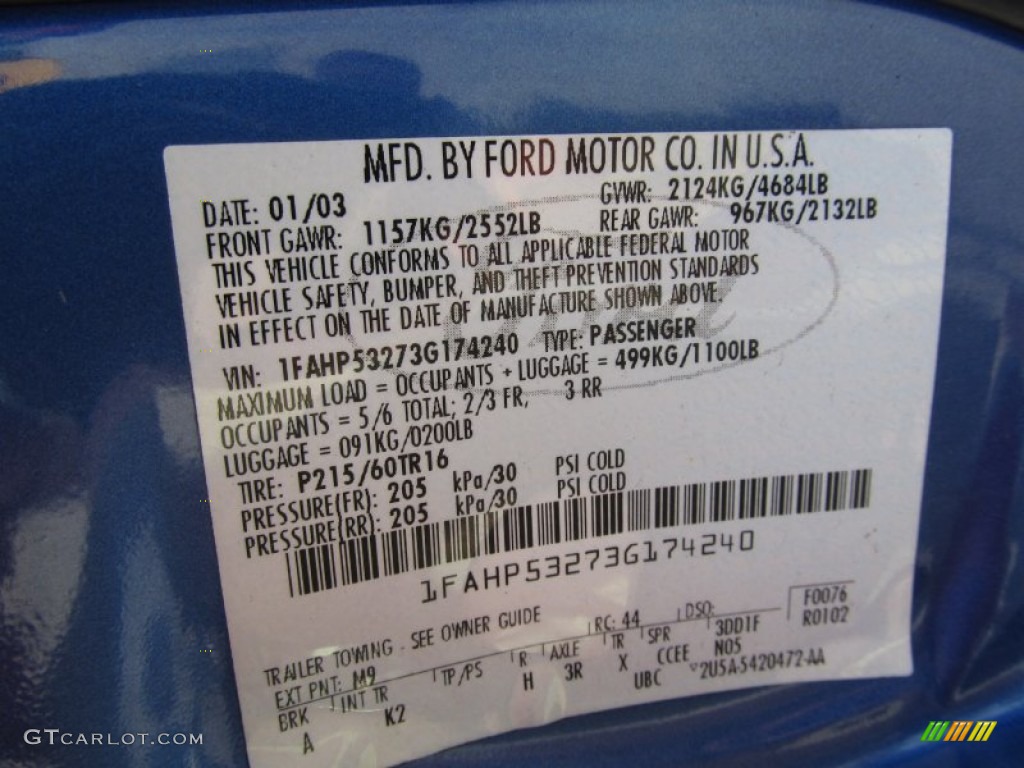 MFD. BY FORD MOTOR CO. IN U.S.A.
DATE: 01/03 GVWR: 2124KG/4684LB
FRONT GAWR: 1157KG/2552LB REAR GAWR: 967KG/2132LB
THIS VEHICLE CONFORMS TO ALL APPLICABLE FEDERAL MOTOR
VEHICLE SAFETY, BUMPER, AND THEFT PREVENTION STANDARDS
IN EFFECT ON THE DATE OF MANUFACTURE SHOWN ABOVE.
VIN: 1FAHP53273G174240 TYPE: PASSENGER
MAXIMUM LOAD = OCCUPANTS + LUGGAGE = 499KG/1100LB
OCCUPANTS = 5/6 TOTAL; 2/3 FR, 3 RR
LUGGAGE = 091KG/0200LB
TIRE: P215/60TR16
PRESSURE(FR): 205 kPa/30 PSI COLD
PRESSURE(RR): 205 kPa/30 PSI COLD
1FAHP53273G174240
F0076
TRAILER TOWING - SEE OWNER GUIDE RC: 44 DSO: R0102
EXT PNT: M9
BRK INT TR TP/PS R AXLE TR SPR 3DD1F
A K2 H 3R X CCEE N05
UBC 2U5A-5420472-AA
GTCARLOT.COM